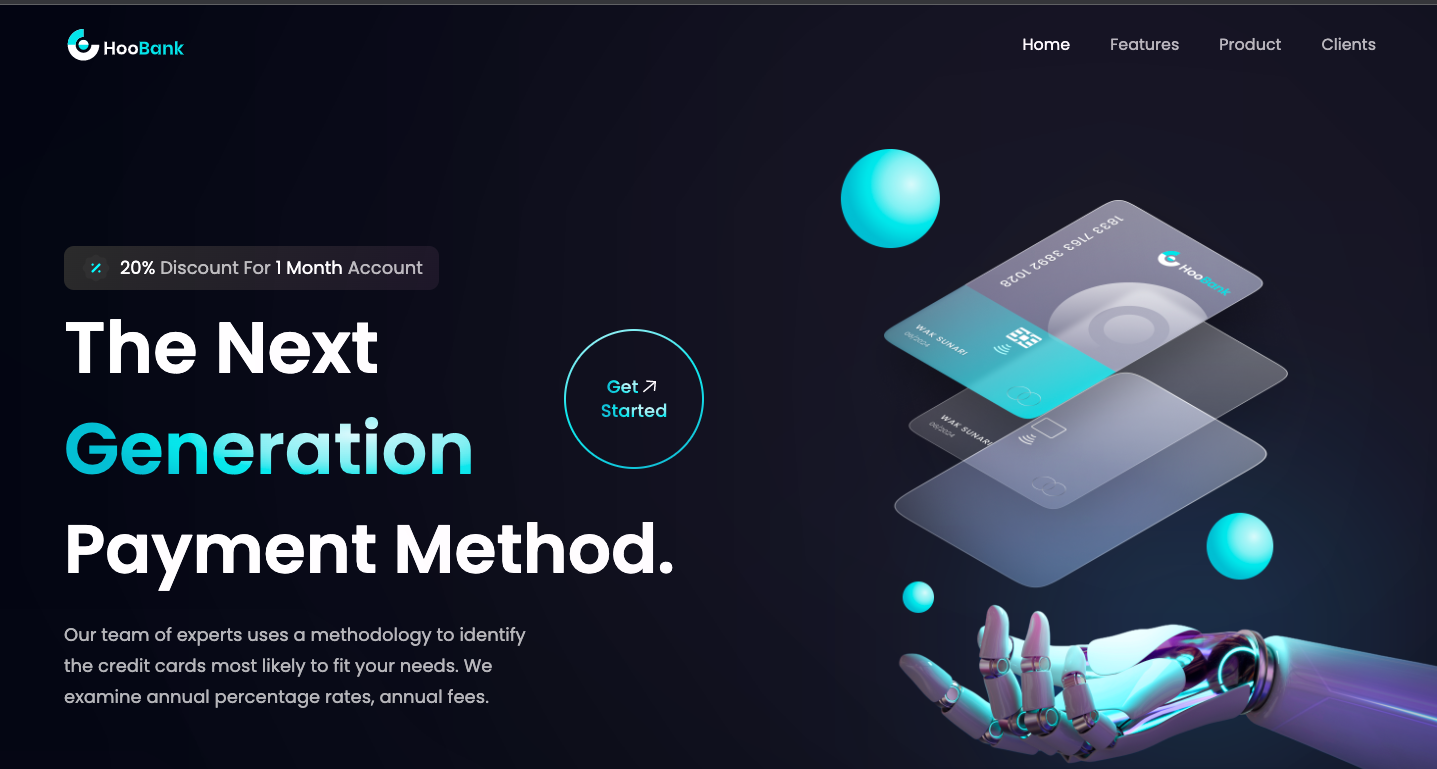 HooBank
Home Features Product Clients
20% Discount For 1 Month Account
The Next
Generation
Payment Method.
Get
Started
Our team of experts uses a methodology to identify
the credit cards most likely to fit your needs. We
examine annual percentage rates, annual fees.
1833 7163 3892 1028
HooBank
WAK SUNARI
06/2024
WAK SUNARI
06/2024